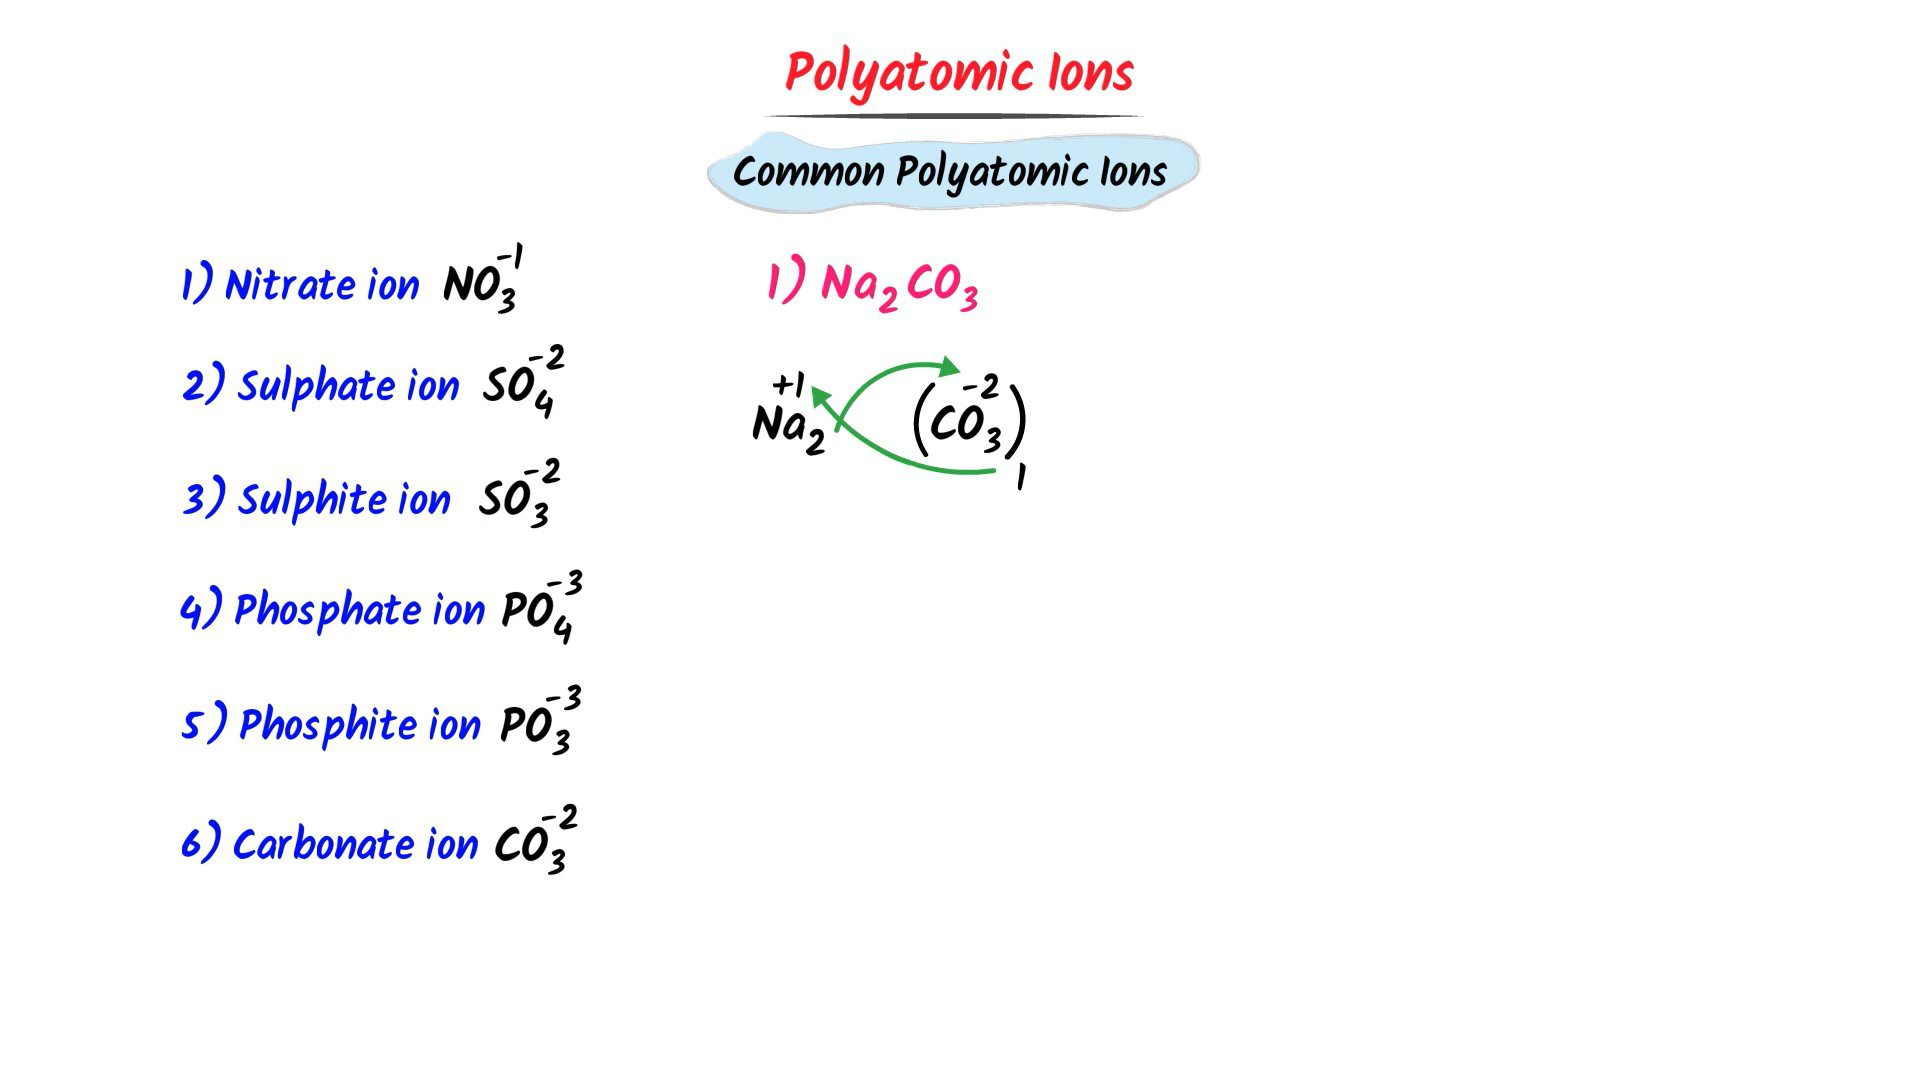 Polyatomic Ions
Common Polyatomic Ions
1) Nitrate ion NO₃⁻¹
2) Sulphate ion SO₄⁻²
3) Sulphite ion SO₃⁻²
4) Phosphate ion PO₄⁻³
5) Phosphite ion PO₃⁻³
6) Carbonate ion CO₃⁻²
1) Na₂CO₃
Na₂⁺¹ (CO₃⁻²)₁